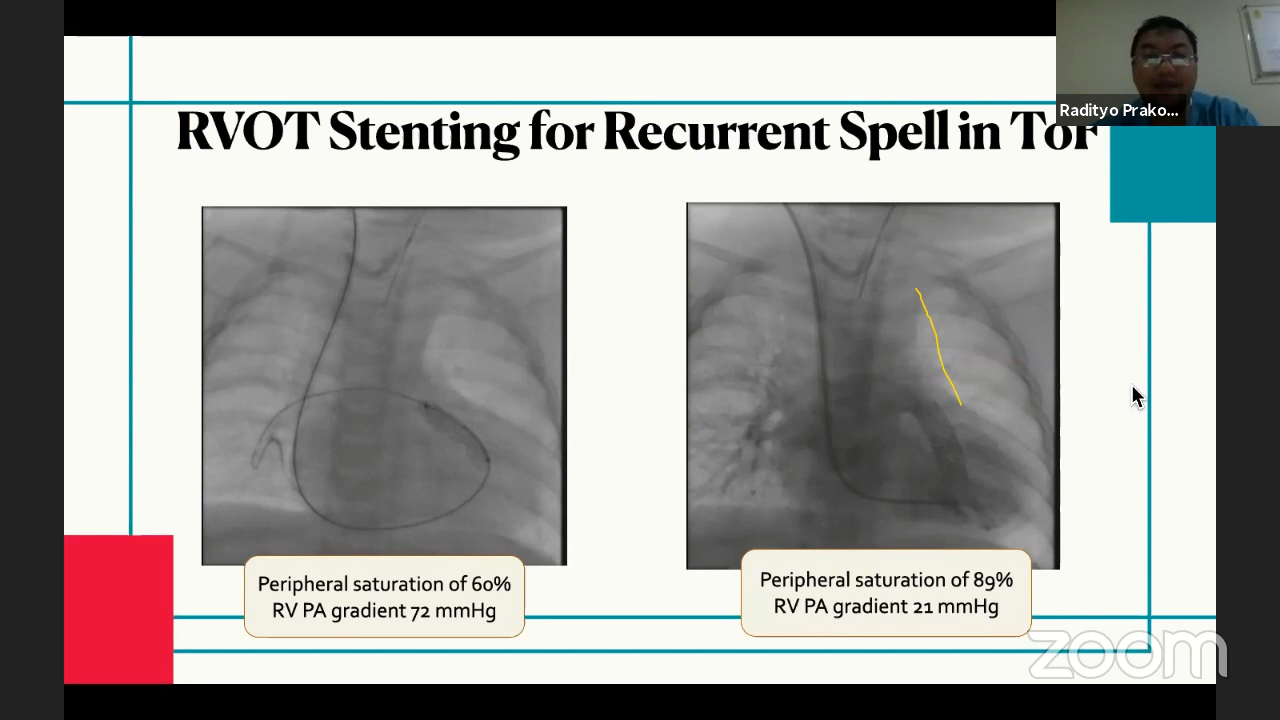 RVOT Stenting for Recurrent Spell in ToF
Radityo Prako...
Peripheral saturation of 60%
RV PA gradient 72 mmHg
Peripheral saturation of 89%
RV PA gradient 21 mmHg
zoom